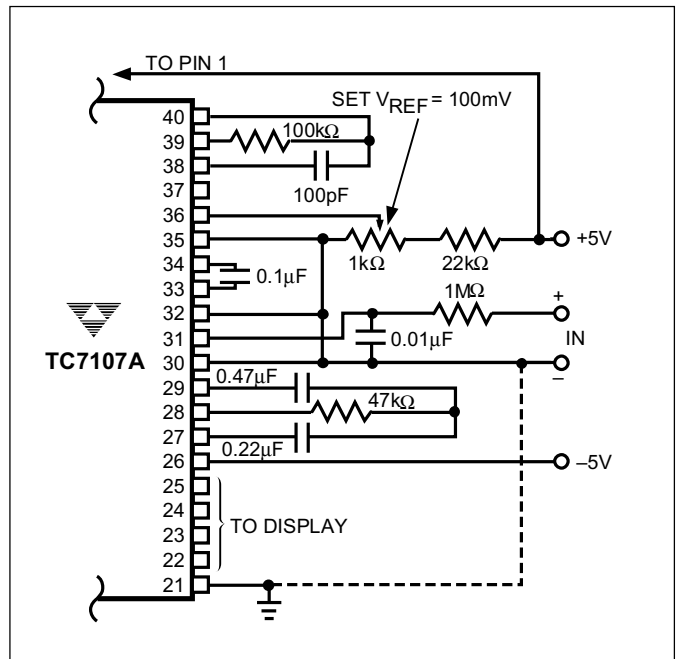 TO PIN 1
SET VREF = 100mV
40
39
100kΩ
38
100pF
37
36
35
+5V
1kΩ
22kΩ
34
0.1µF
33
1MΩ
+
32
31
0.01µF
IN
TC7107A
30
–
29
0.47µF
28
47kΩ
27
0.22µF
26
–5V
25
24
TO DISPLAY
23
22
21